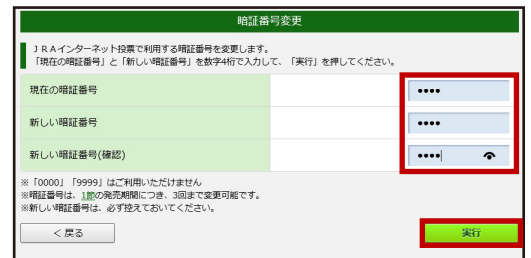 暗証番号変更
ＪＲＡインターネット投票で利用する暗証番号を変更します。
「現在の暗証番号」と「新しい暗証番号」を数字4桁で入力して、「実行」を押してください。
現在の暗証番号 ••••
新しい暗証番号 ••••
新しい暗証番号(確認) ••••
※「0000」「9999」はご利用いただけません
※暗証番号は、1節の発売期間につき、3回まで変更可能です。
※新しい暗証番号は、必ず控えておいてください。
＜戻る 実行